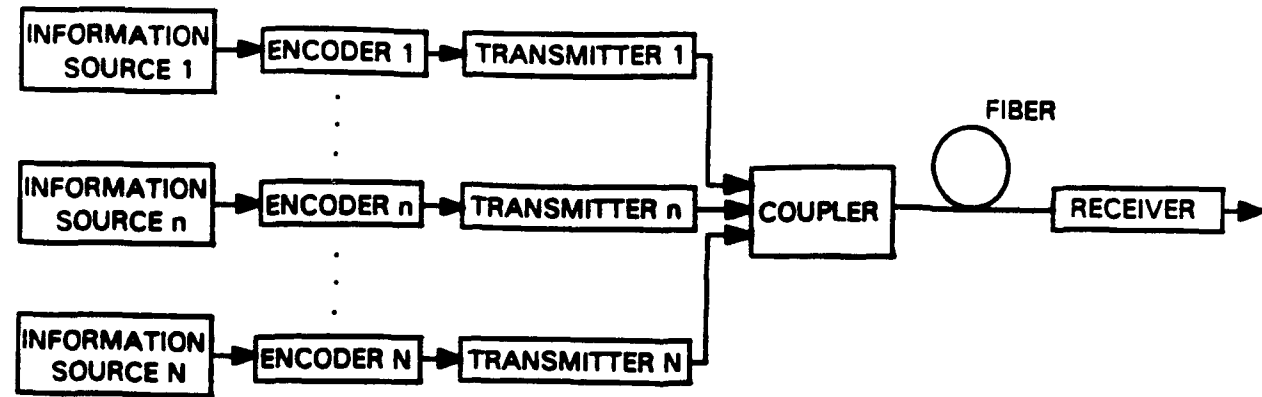 INFORMATION
SOURCE 1
ENCODER 1
TRANSMITTER 1
FIBER
INFORMATION
SOURCE n
ENCODER n
TRANSMITTER n
COUPLER
RECEIVER
INFORMATION
SOURCE N
ENCODER N
TRANSMITTER N